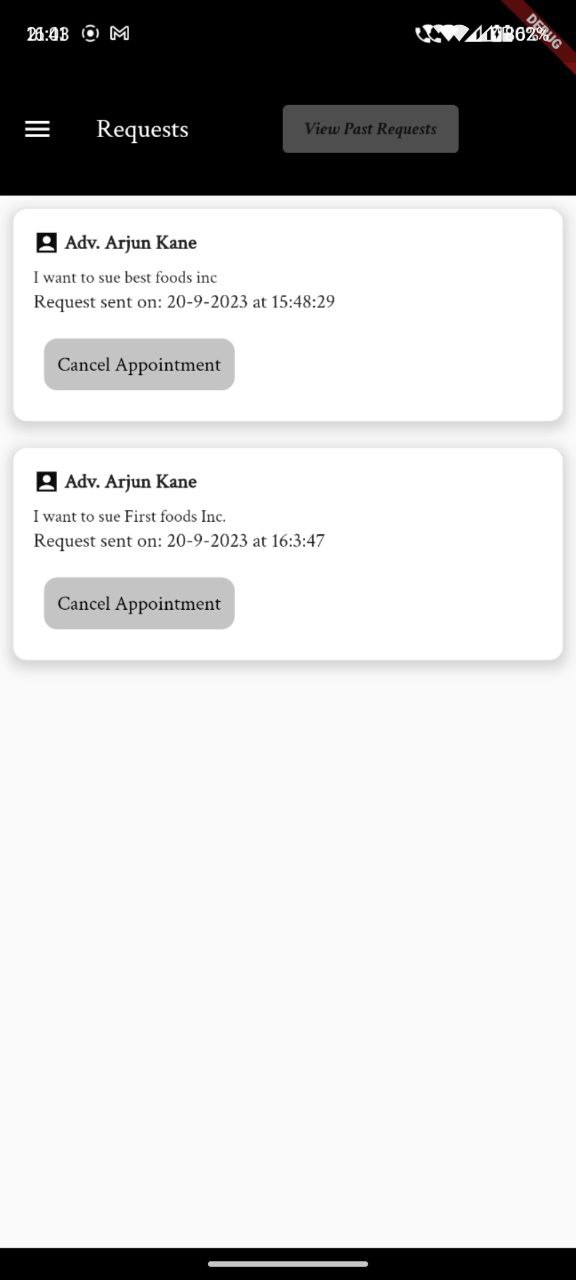 DEBUG
Requests
View Past Requests
Adv. Arjun Kane
I want to sue best foods inc
Request sent on: 20-9-2023 at 15:48:29
Cancel Appointment
Adv. Arjun Kane
I want to sue First foods Inc.
Request sent on: 20-9-2023 at 16:3:47
Cancel Appointment